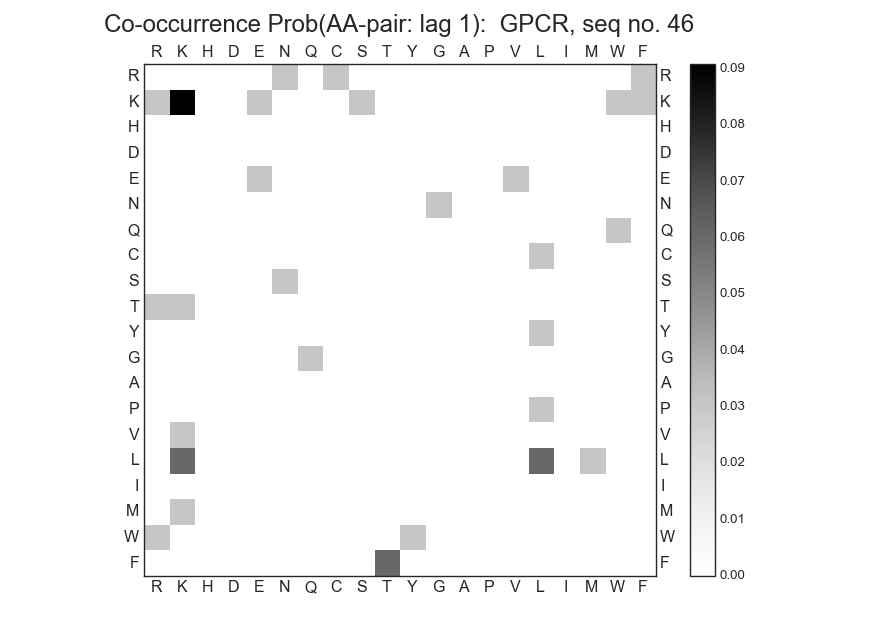 Co-occurrence Prob(AA-pair: lag 1):  GPCR, seq no. 46
R K H D E N Q C S T Y G A P V L I M W F
R R
K K
H H
D D
E E
N N
Q Q
C C
S S
T T
Y Y
G G
A A
P P
V V
L L
I I
M M
W W
F F
R K H D E N Q C S T Y G A P V L I M W F
0.09
0.08
0.07
0.06
0.05
0.04
0.03
0.02
0.01
0.00